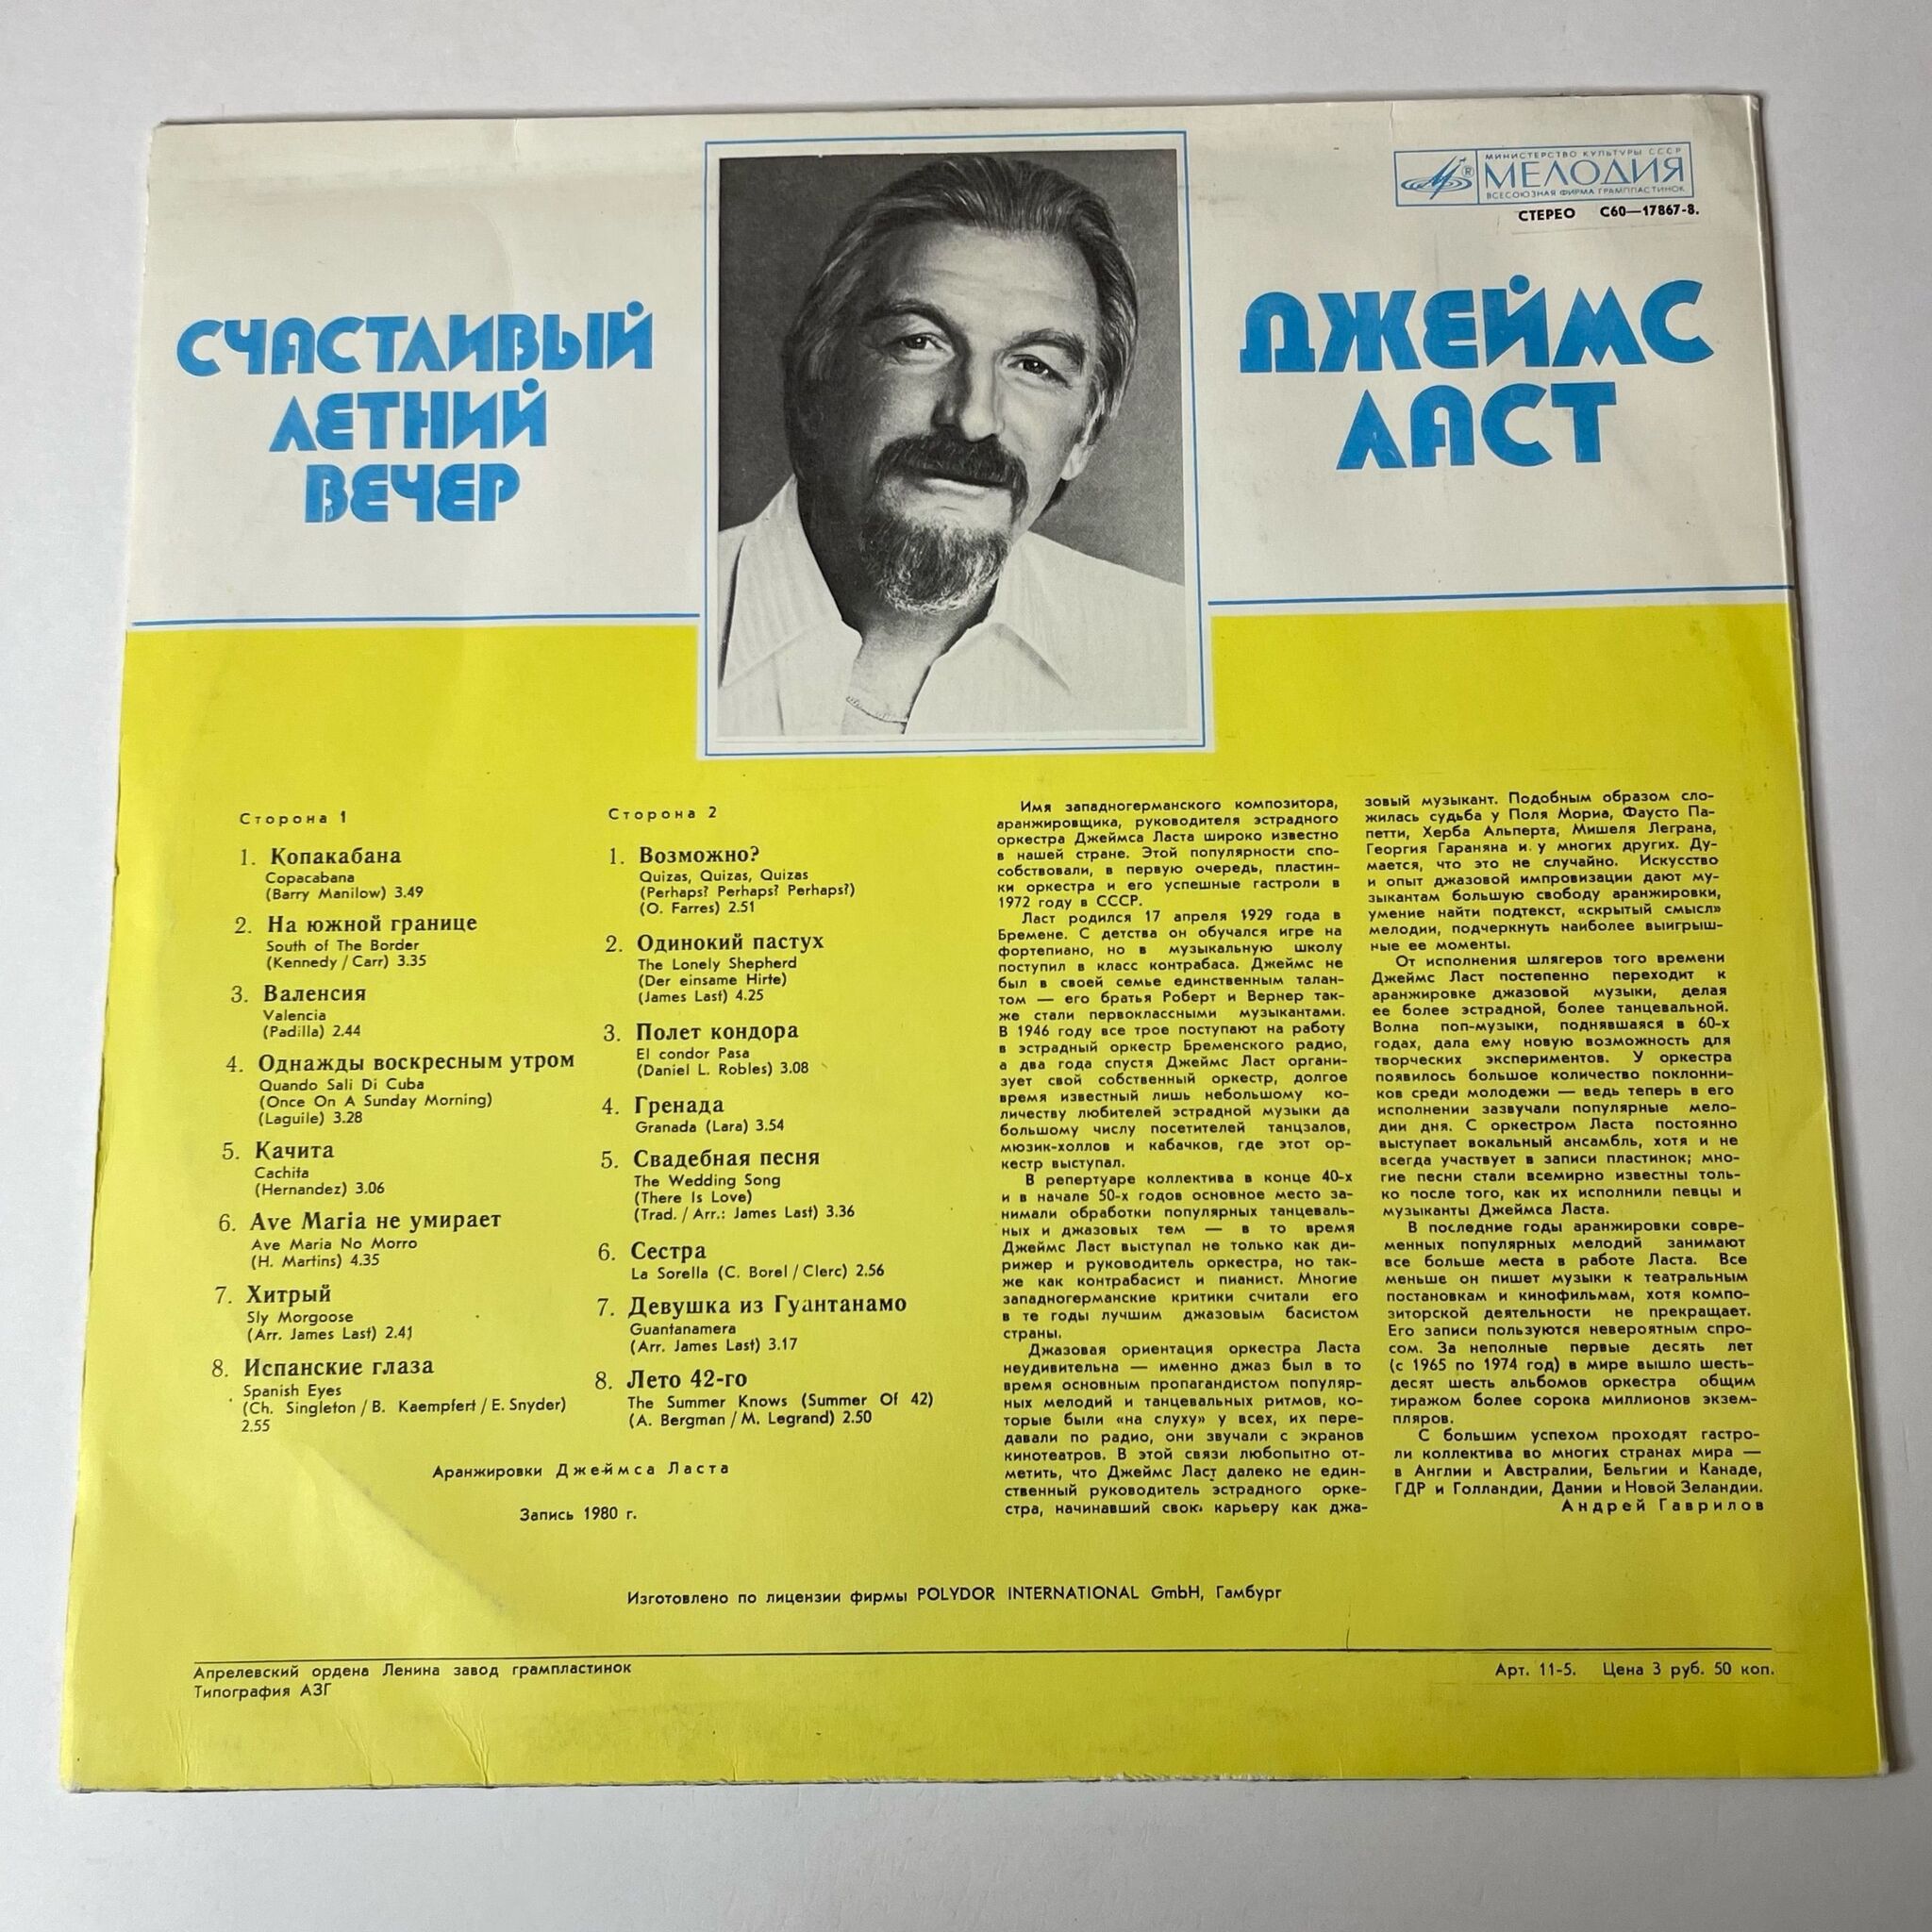 МИНИСТЕРСТВО КУЛЬТУРЫ СССР
МЕЛОДИЯ
ВСЕСОЮЗНАЯ ФИРМА ГРАМПЛАСТИНОК
СТЕРЕО С60—17867-8.
СЧАСТЛИВЫЙ
ЛЕТНИЙ
ВЕЧЕР
ДЖЕЙМС
ЛАСТ
Сторона 1
1. Копакабана
Copacabana
(Barry Manilow) 3.49
2. На южной границе
South of The Border
(Kennedy / Carr) 3.35
3. Валенсия
Valencia
(Padilla) 2.44
4. Однажды воскресным утром
Quando Sali Di Cuba
(Once On A Sunday Morning)
(Laguile) 3.28
5. Качита
Cachita
(Hernandez) 3.06
6. Ave Maria не умирает
Ave Maria No Morro
(H. Martins) 4.35
7. Хитрый
Sly Morgoose
(Arr. James Last) 2.41
8. Испанские глаза
Spanish Eyes
(Ch. Singleton / B. Kaempfert / E. Snyder)
2.55
Сторона 2
1. Возможно?
Quizas, Quizas, Quizas
(Perhaps? Perhaps? Perhaps?)
(O. Farres) 2.51
2. Одинокий пастух
The Lonely Shepherd
(Der einsame Hirte)
(James Last) 4.25
3. Полет кондора
El condor Pasa
(Daniel L. Robles) 3.08
4. Гренада
Granada (Lara) 3.54
5. Свадебная песня
The Wedding Song
(There Is Love)
(Trad. / Arr.: James Last) 3.36
6. Сестра
La Sorella (C. Borel / Clerc) 2.56
7. Девушка из Гуантанамо
Guantanamera
(Arr. James Last) 3.17
8. Лето 42-го
The Summer Knows (Summer Of 42)
(A. Bergman / M. Legrand) 2.50
Аранжировки Джеймса Ласта
Запись 1980 г.
Имя западногерманского композитора,
аранжировщика, руководителя эстрадного
оркестра Джеймса Ласта широко известно
в нашей стране. Этой популярности спо-
собствовали, в первую очередь, пластин-
ки оркестра и его успешные гастроли в
1972 году в СССР.
Ласт родился 17 апреля 1929 года в
Бремене. С детства он обучался игре на
фортепиано, но в музыкальную школу
поступил в класс контрабаса. Джеймс не
был в своей семье единственным талан-
том — его братья Роберт и Вернер так-
же стали первоклассными музыкантами.
В 1946 году все трое поступают на работу
в эстрадный оркестр Бременского радио,
а два года спустя Джеймс Ласт органи-
зует свой собственный оркестр, долгое
время известный лишь небольшому ко-
личеству любителей эстрадной музыки да
большому числу посетителей танцзалов,
мюзик-холлов и кабачков, где этот ор-
кестр выступал.
В репертуаре коллектива в конце 40-х
и в начале 50-х годов основное место за-
нимали обработки популярных танцеваль-
ных и джазовых тем — в то время
Джеймс Ласт выступал не только как ди-
рижер и руководитель оркестра, но так-
же как контрабасист и пианист. Многие
западногерманские критики считали его
в те годы лучшим джазовым басистом
страны.
Джазовая ориентация оркестра Ласта
неудивительна — именно джаз был в то
время основным пропагандистом популяр-
ных мелодий и танцевальных ритмов, ко-
торые были «на слуху» у всех, их пере-
давали по радио, они звучали с экранов
кинотеатров. В этой связи любопытно от-
метить, что Джеймс Ласт далеко не един-
ственный руководитель эстрадного орке-
стра, начинавший свою карьеру как джа-
зовый музыкант. Подобным образом сло-
жилась судьба у Поля Мориа, Фаусто Па-
петти, Херба Альперта, Мишеля Леграна,
Георгия Гараняна и у многих других. Ду-
мается, что это не случайно. Искусство
и опыт джазовой импровизации дают му-
зыкантам большую свободу аранжировки,
умение найти подтекст, «скрытый смысл»
мелодии, подчеркнуть наиболее выигрыш-
ные ее моменты.
От исполнения шлягеров того времени
Джеймс Ласт постепенно переходит к
аранжировке джазовой музыки, делая
ее более эстрадной, более танцевальной.
Волна поп-музыки, поднявшаяся в 60-х
годах, дала ему новую возможность для
творческих экспериментов. У оркестра
появилось большое количество поклонни-
ков среди молодежи — ведь теперь в его
исполнении зазвучали популярные мело-
дии дня. С оркестром Ласта постоянно
выступает вокальный ансамбль, хотя и не
всегда участвует в записи пластинок; мно-
гие песни стали всемирно известны толь-
ко после того, как их исполнили певцы и
музыканты Джеймса Ласта.
В последние годы аранжировки совре-
менных популярных мелодий занимают
все больше места в работе Ласта. Все
меньше он пишет музыки к театральным
постановкам и кинофильмам, хотя компо-
зиторской деятельности не прекращает.
Его записи пользуются невероятным спро-
сом. За неполные первые десять лет
(с 1965 по 1974 год) в мире вышло шесть-
десят шесть альбомов оркестра общим
тиражом более сорока миллионов экзем-
пляров.
С большим успехом проходят гастро-
ли коллектива во многих странах мира —
в Англии и Австралии, Бельгии и Канаде,
ГДР и Голландии, Дании и Новой Зеландии.
Андрей Гаврилов
Изготовлено по лицензии фирмы POLYDOR INTERNATIONAL GmbH, Гамбург
Апрелевский ордена Ленина завод грампластинок
Типография АЗГ
Арт. 11-5. Цена 3 руб. 50 коп.